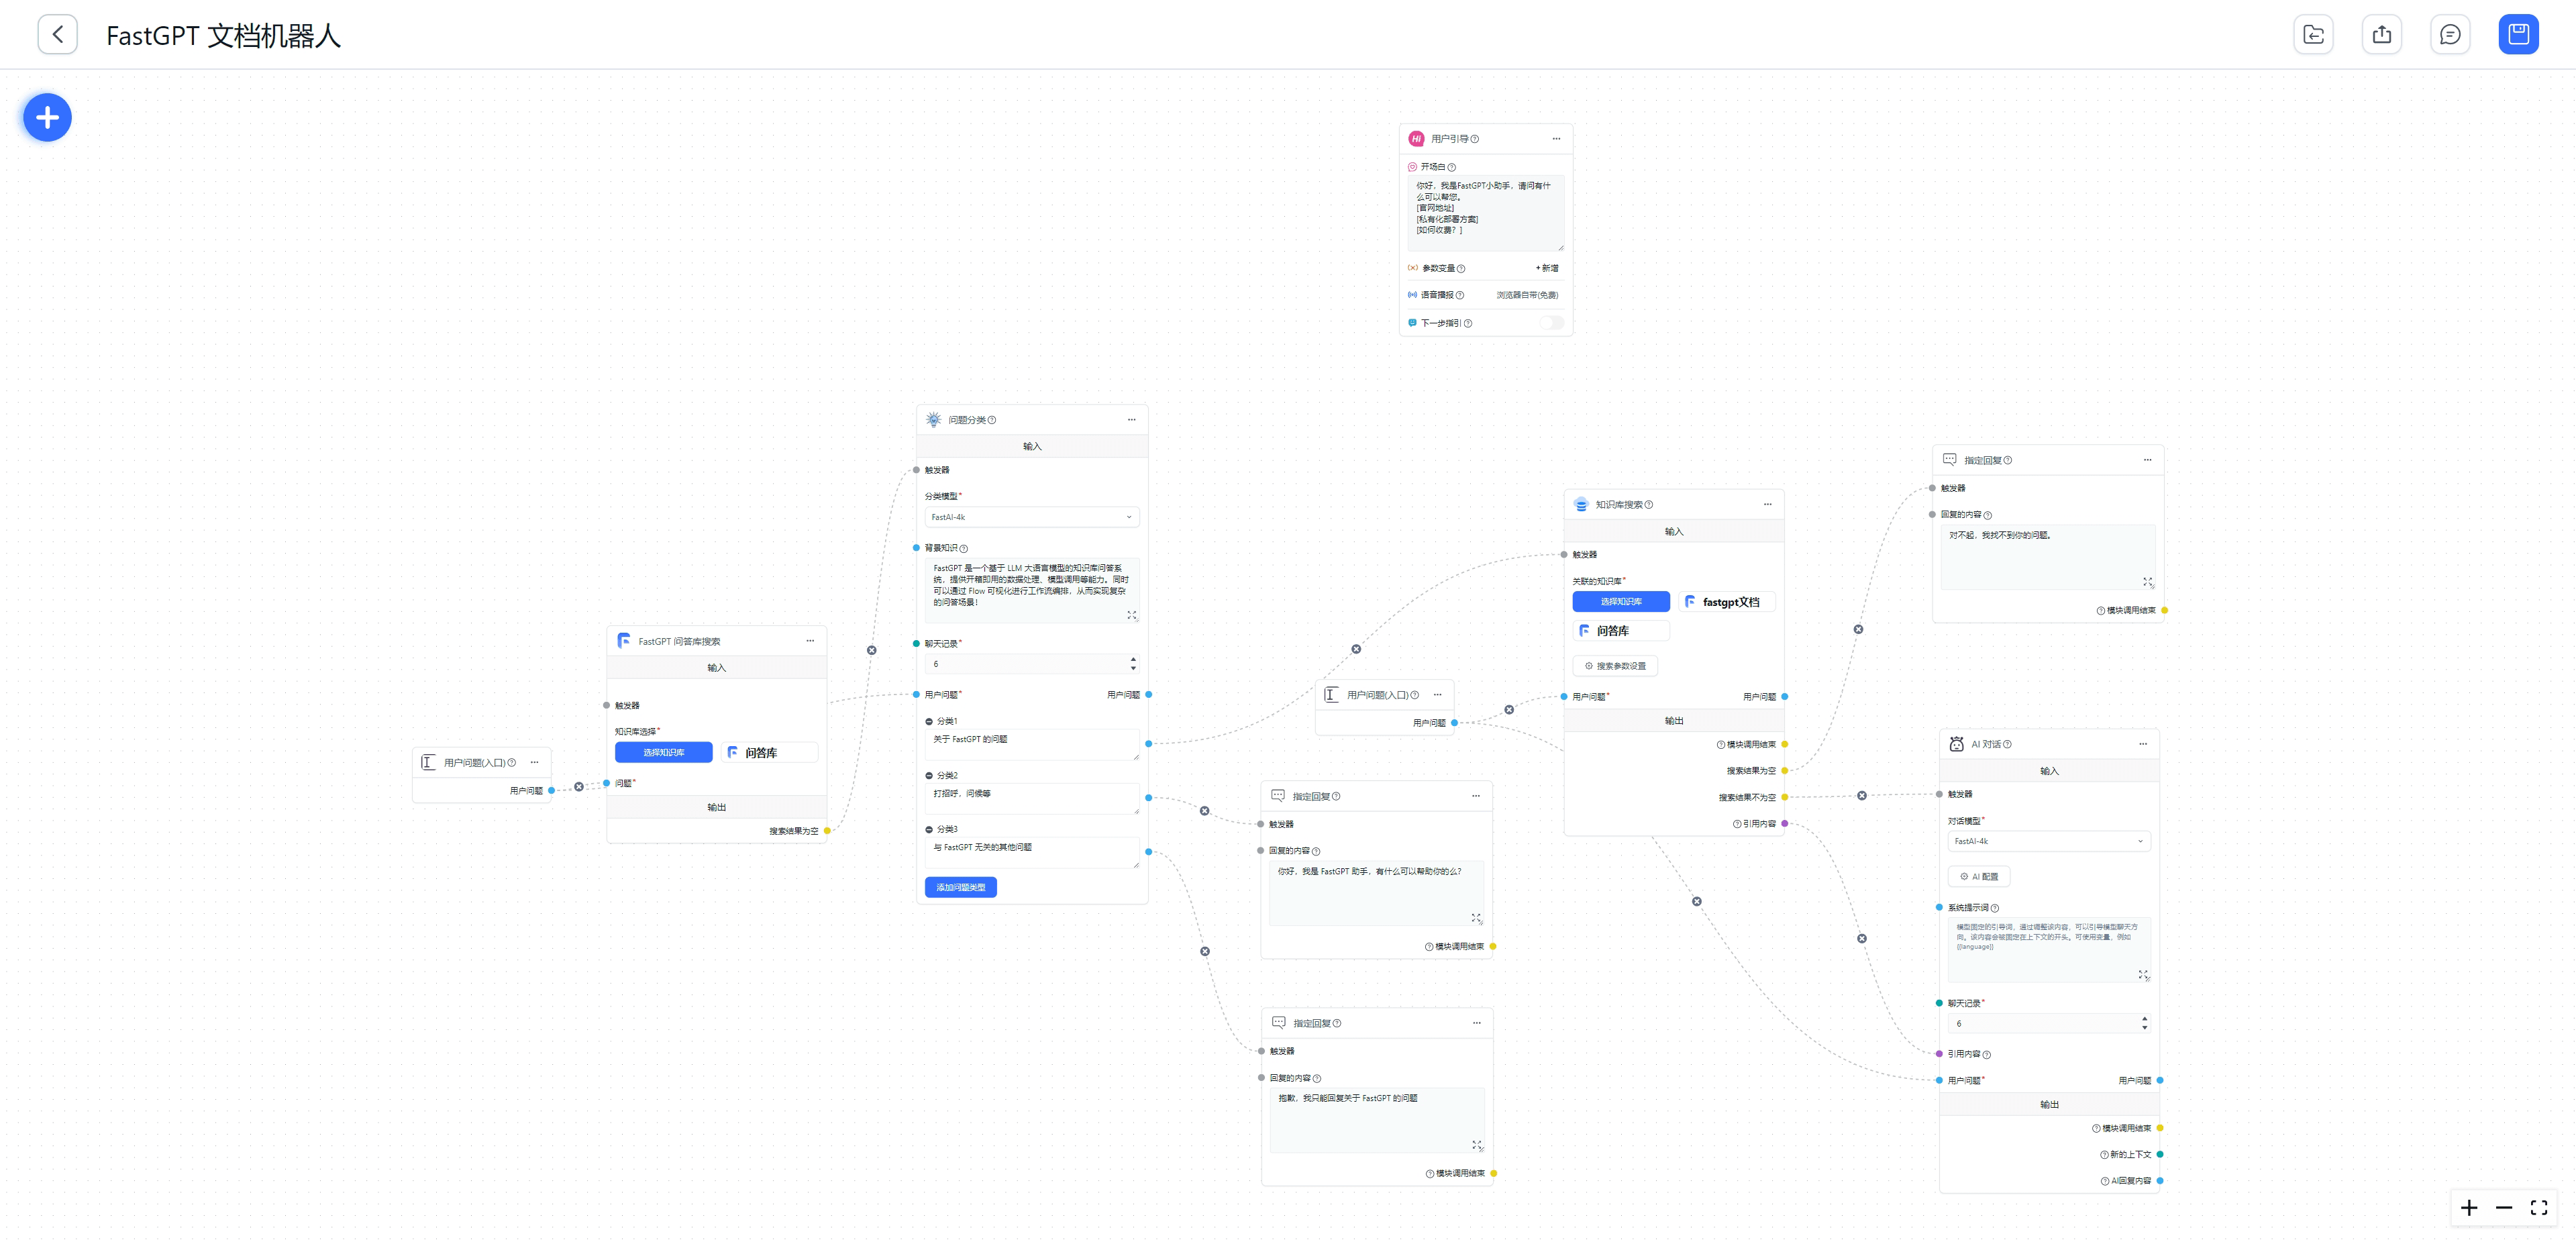 FastGPT 文档机器人
Hi 用户引导
开场白
你好，我是FastGPT小助手，请问有什
么可以帮您。
[官网地址]
[私有化部署方案]
[如何收费？]
参数变量 + 新增
语音播报 浏览器自带(免费)
下一步指引
用户问题(入口)
用户问题
FastGPT 问答库搜索
输入
触发器
知识库选择*
选择知识库 问答库
问题*
输出
搜索结果为空
问题分类
输入
触发器
分类模型*
FastAI-4k
背景知识
FastGPT 是一个基于 LLM 大语言模型的知识库问答系
统，提供开箱即用的数据处理、模型调用等能力。同时
可以通过 Flow 可视化进行工作流编排，从而实现复杂
的问答场景！
聊天记录*
6
用户问题* 用户问题
分类1
关于 FastGPT 的问题
分类2
打招呼，问候等
分类3
与 FastGPT 无关的其他问题
添加问题类型
用户问题(入口)
用户问题
指定回复
触发器
回复的内容
你好，我是 FastGPT 助手，有什么可以帮助你的么？
模块调用结束
指定回复
触发器
回复的内容
抱歉，我只能回复关于 FastGPT 的问题
模块调用结束
知识库搜索
输入
触发器
关联的知识库*
选择知识库 fastgpt文档
问答库
搜索参数设置
用户问题* 用户问题
输出
模块调用结束
搜索结果为空
搜索结果不为空
引用内容
指定回复
触发器
回复的内容
对不起，我找不到你的问题。
模块调用结束
AI 对话
输入
触发器
对话模型*
FastAI-4k
AI 配置
系统提示词
模型固定的引导词，通过调整该内容，可以引导模型聊天方
向。该内容会被固定在上下文的开头。可使用变量，例如
{{language}}
聊天记录*
6
引用内容
用户问题* 用户问题
输出
模块调用结束
新的上下文
AI回复内容